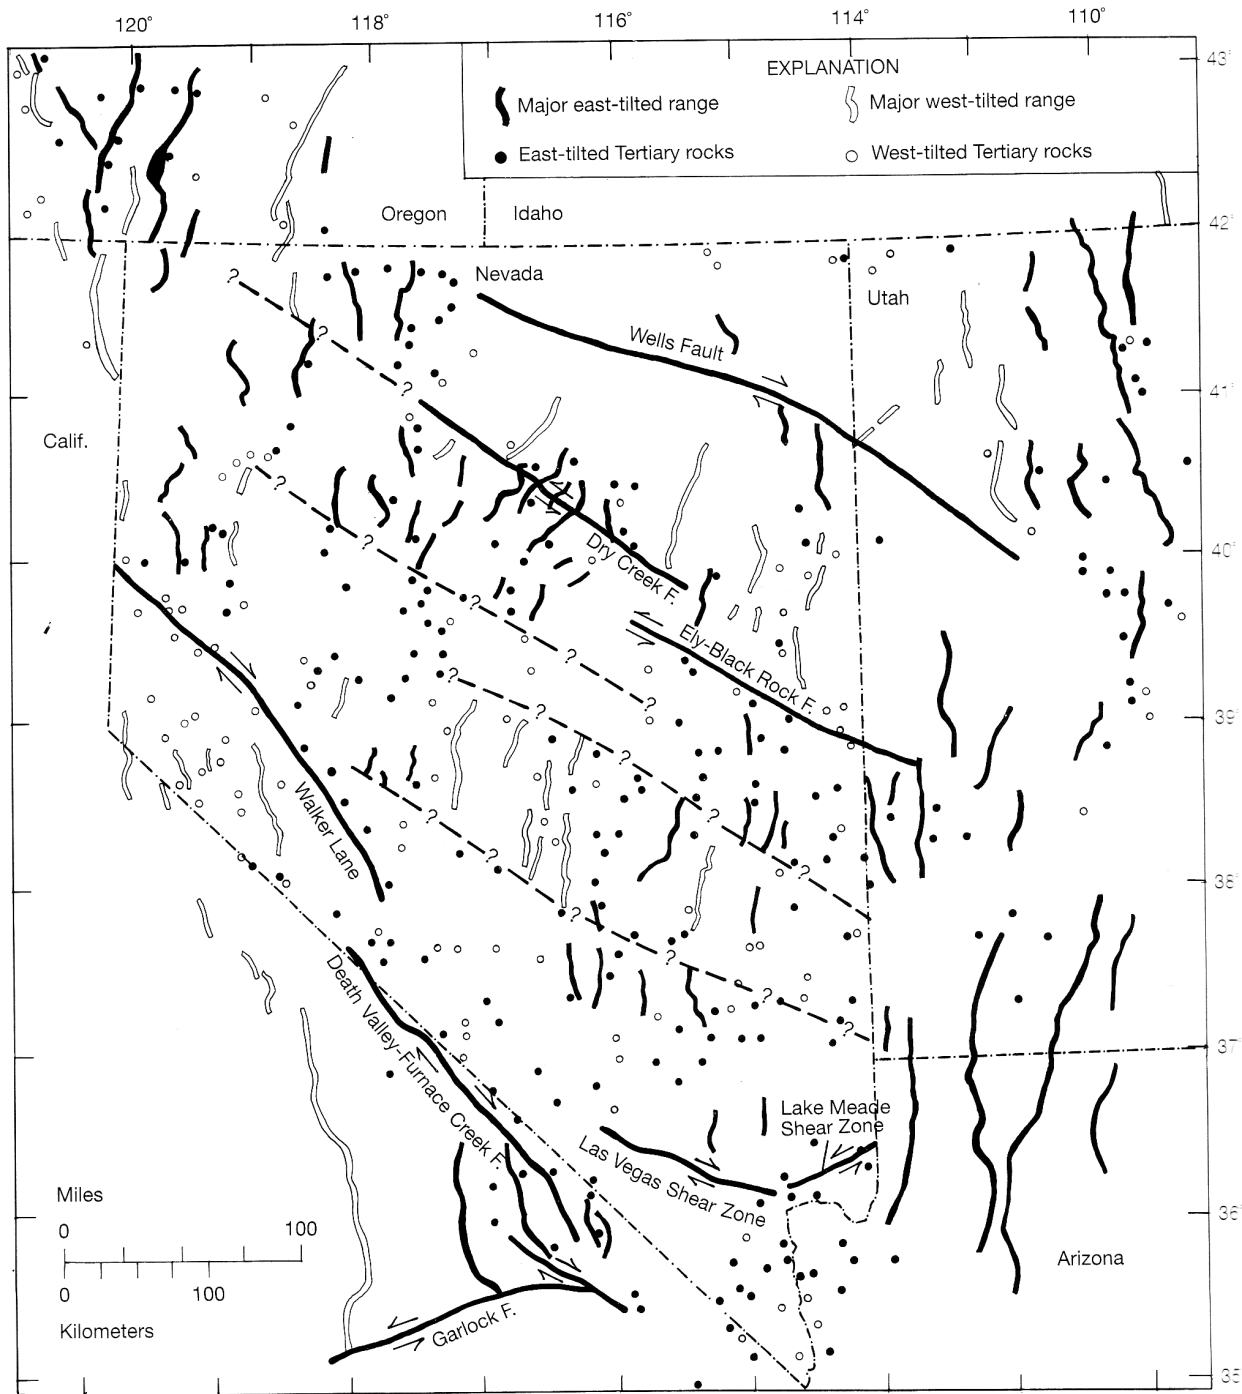 120° 118° 116° 114° 110°
EXPLANATION
Major east-tilted range
Major west-tilted range
East-tilted Tertiary rocks
West-tilted Tertiary rocks
43°
Oregon
Idaho
42°
Nevada
Utah
?
?
Wells Fault
?
41°
Calif.
?
?
40°
Dry Creek F.
?
Ely-Black Rock F.
?
?
?
?
39°
?
Walker Lane
?
?
?
?
38°
?
?
?
?
Death Valley-Furnace Creek F.
37°
Lake Meade
Shear Zone
Las Vegas Shear Zone
Miles
0 100
36°
Arizona
0 100
Kilometers
Garlock F.
35°